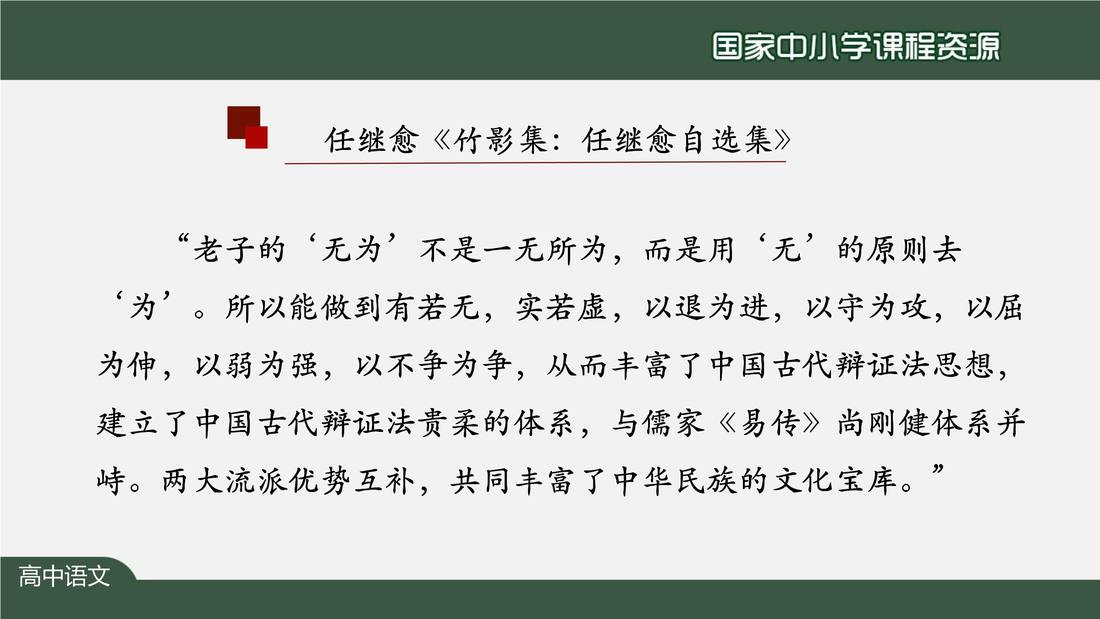 国家中小学课程资源
任继愈《竹影集：任继愈自选集》
“老子的‘无为’不是一无所为，而是用‘无’的原则去
‘为’。所以能做到有若无，实若虚，以退为进，以守为攻，以屈
为伸，以弱为强，以不争为争，从而丰富了中国古代辩证法思想，
建立了中国古代辩证法贵柔的体系，与儒家《易传》尚刚健体系并
峙。两大流派优势互补，共同丰富了中华民族的文化宝库。”
高中语文